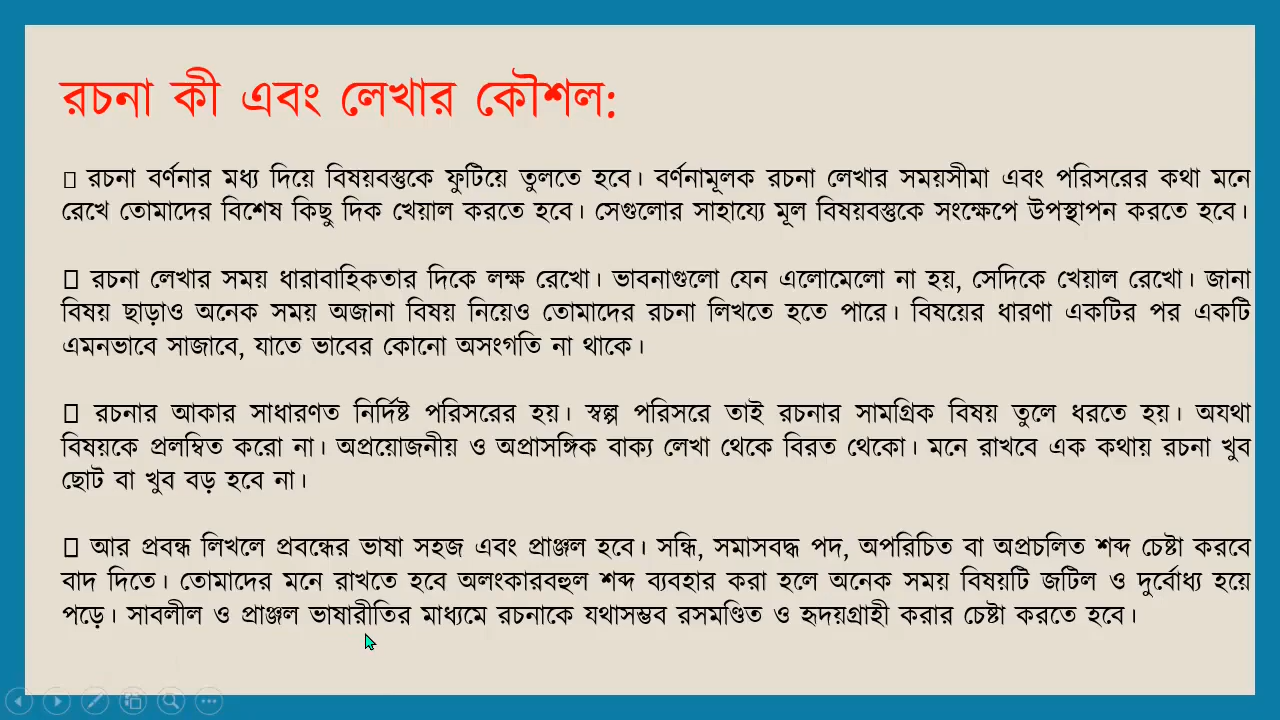 রচনা কী এবং লেখার কৌশল:
▯ রচনা বর্ণনার মধ্য দিয়ে বিষয়বস্তুকে ফুটিয়ে তুলতে হবে। বর্ণনামূলক রচনা লেখার সময়সীমা এবং পরিসরের কথা মনে
রেখে তোমাদের বিশেষ কিছু দিক খেয়াল করতে হবে। সেগুলোর সাহায্যে মূল বিষয়বস্তুকে সংক্ষেপে উপস্থাপন করতে হবে।
▯ রচনা লেখার সময় ধারাবাহিকতার দিকে লক্ষ রেখো। ভাবনাগুলো যেন এলোমেলো না হয়, সেদিকে খেয়াল রেখো। জানা
বিষয় ছাড়াও অনেক সময় অজানা বিষয় নিয়েও তোমাদের রচনা লিখতে হতে পারে। বিষয়ের ধারণা একটির পর একটি
এমনভাবে সাজাবে, যাতে ভাবের কোনো অসংগতি না থাকে।
▯ রচনার আকার সাধারণত নির্দিষ্ট পরিসরের হয়। স্বল্প পরিসরে তাই রচনার সামগ্রিক বিষয় তুলে ধরতে হয়। অযথা
বিষয়কে প্রলম্বিত করো না। অপ্রয়োজনীয় ও অপ্রাসঙ্গিক বাক্য লেখা থেকে বিরত থেকো। মনে রাখবে এক কথায় রচনা খুব
ছোট বা খুব বড় হবে না।
▯ আর প্রবন্ধ লিখলে প্রবন্ধের ভাষা সহজ এবং প্রাঞ্জল হবে। সন্ধি, সমাসবদ্ধ পদ, অপরিচিত বা অপ্রচলিত শব্দ চেষ্টা করবে
বাদ দিতে। তোমাদের মনে রাখতে হবে অলংকারবহুল শব্দ ব্যবহার করা হলে অনেক সময় বিষয়টি জটিল ও দুর্বোধ্য হয়ে
পড়ে। সাবলীল ও প্রাঞ্জল ভাষারীতির মাধ্যমে রচনাকে যথাসম্ভব রসমণ্ডিত ও হৃদয়গ্রাহী করার চেষ্টা করতে হবে।